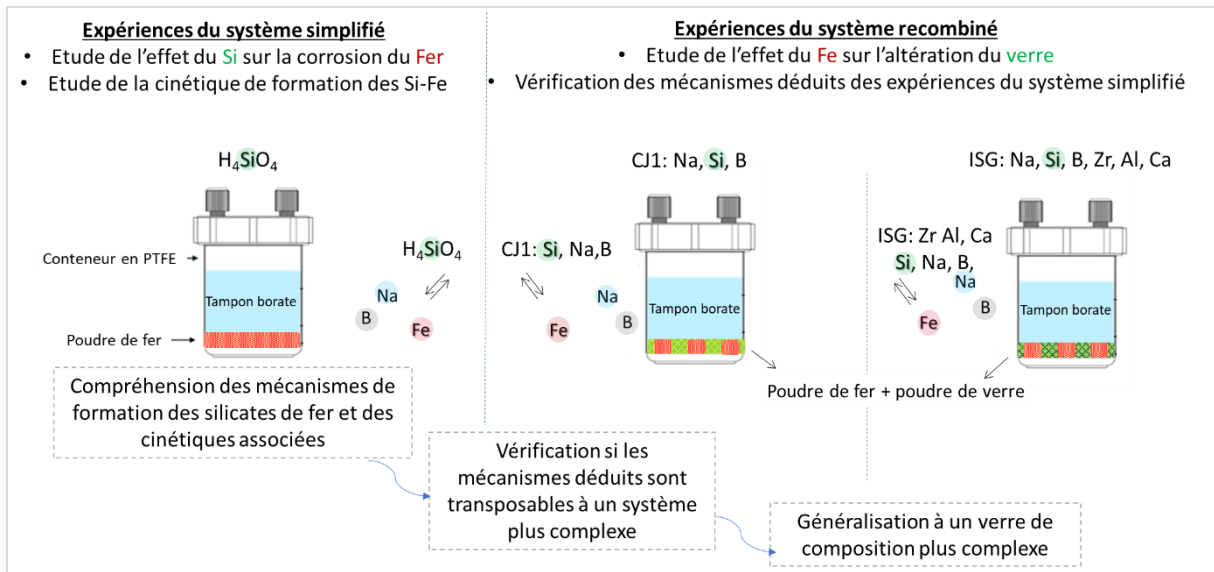 Expériences du système simplifié
• Etude de l'effet du Si sur la corrosion du Fer
• Etude de la cinétique de formation des Si-Fe
H₄SiO₄
Conteneur en PTFE
Tampon borate
Poudre de fer
H₄SiO₄
Na
B
Fe
Compréhension des mécanismes de
formation des silicates de fer et des
cinétiques associées
Expériences du système recombiné
• Etude de l'effet du Fe sur l'altération du verre
• Vérification des mécanismes déduits des expériences du système simplifié
CJ1: Na, Si, B
CJ1: Si, Na,B
Na
B
Fe
Tampon borate
ISG: Na, Si, B, Zr, Al, Ca
ISG: Zr Al, Ca
Si, Na, B,
Na
B
Fe
Tampon borate
Poudre de fer + poudre de verre
Vérification si les
mécanismes déduits sont
transposables à un système
plus complexe
Généralisation à un verre de
composition plus complexe